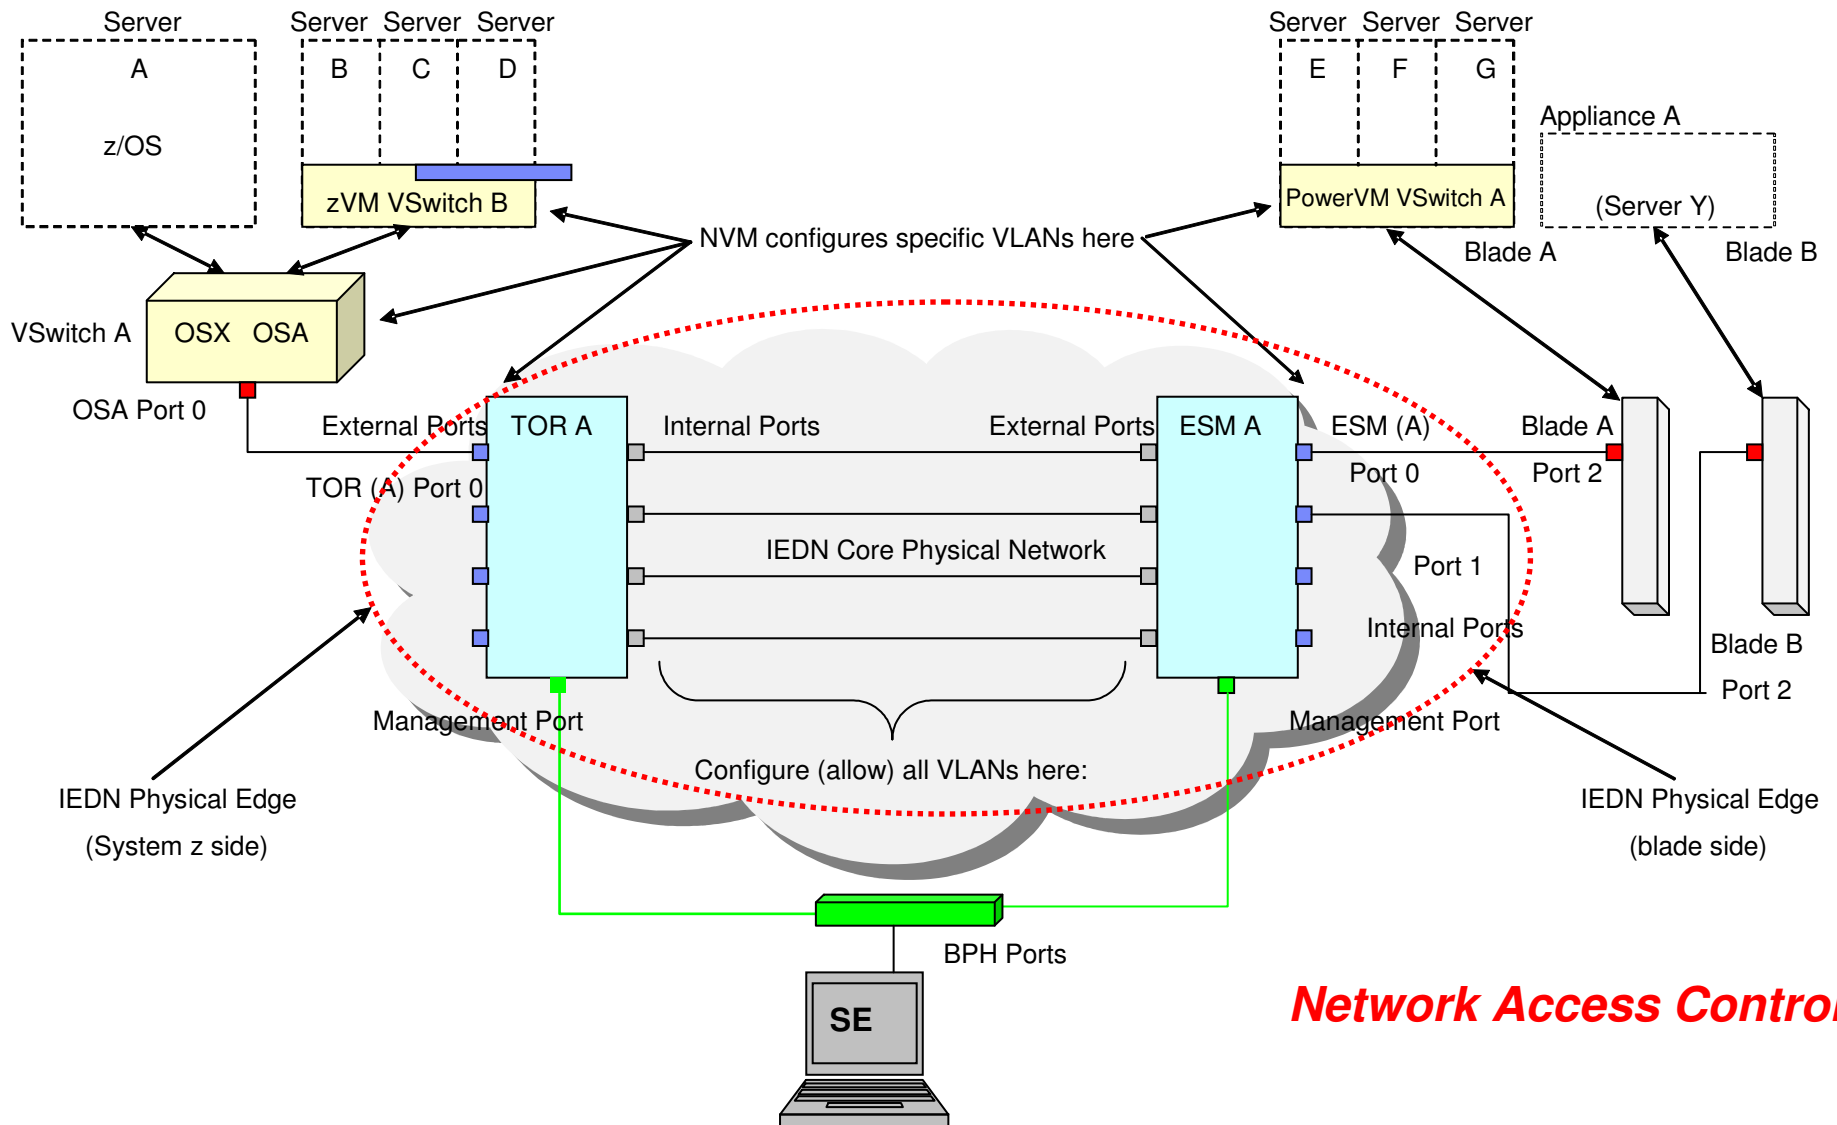 Server
Server Server Server
Server Server Server
A
B C D
E F G
Appliance A
z/OS
zVM VSwitch B
PowerVM VSwitch A
(Server Y)
NVM configures specific VLANs here
Blade A
Blade B
VSwitch A
OSX OSA
OSA Port 0
External Ports
TOR A
Internal Ports
External Ports
ESM A
ESM (A)
Port 0
Blade A
Port 2
TOR (A) Port 0
IEDN Core Physical Network
Port 1
Internal Ports
Blade B
Port 2
Management Port
Management Port
Configure (allow) all VLANs here:
IEDN Physical Edge
(System z side)
IEDN Physical Edge
(blade side)
BPH Ports
SE
Network Access Control